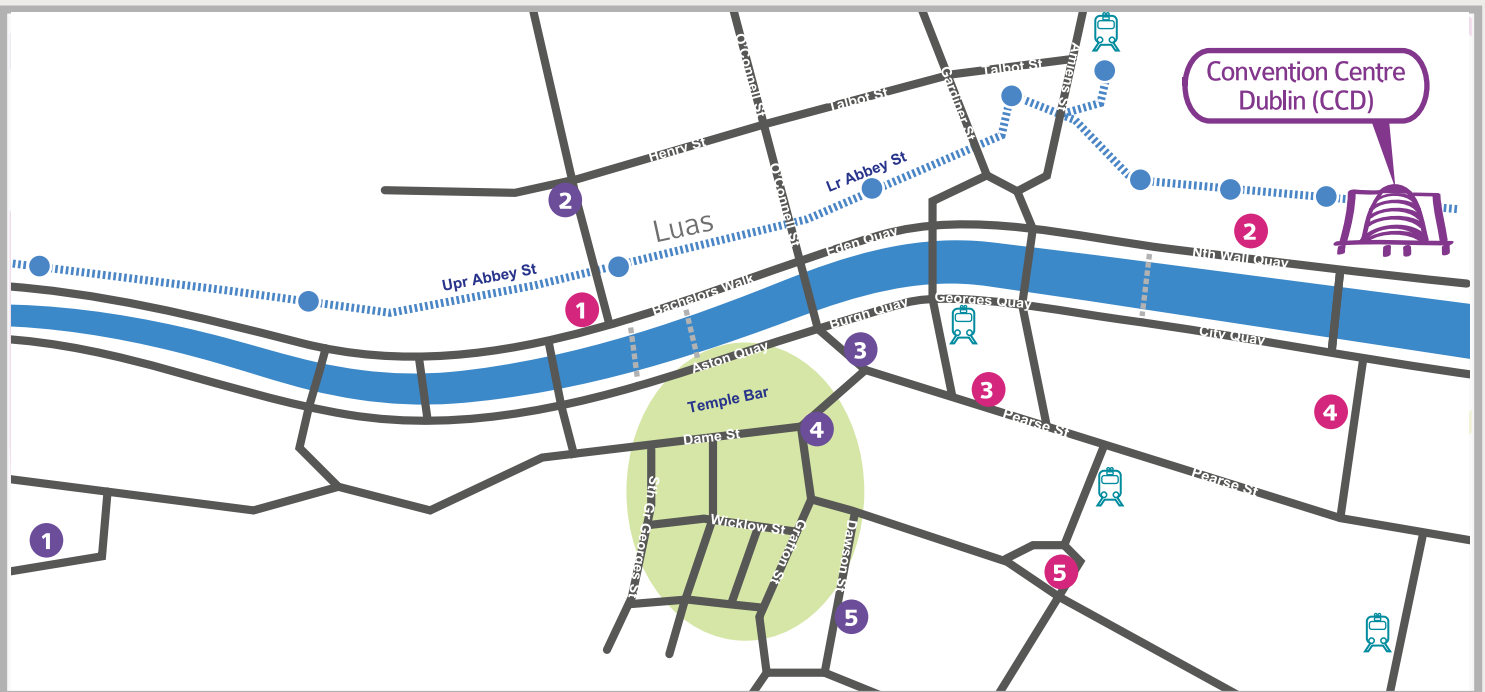 Convention Centre
Dublin (CCD)
O'Connell St
Talbot St
Amiens St
Gardiner St
Talbot St
Henry St
Lr Abbey St
2
O'Connell St
Luas
2
Eden Quay
Nth Wall Quay
Upr Abbey St
Bachelors Walk
1
Burgh Quay
Georges Quay
City Quay
Aston Quay
3
Temple Bar
3
4
Pearse St
Dame St
4
Pearse St
Sth Gt Georges St
Wicklow St
Grafton St
Dawson St
1
5
5